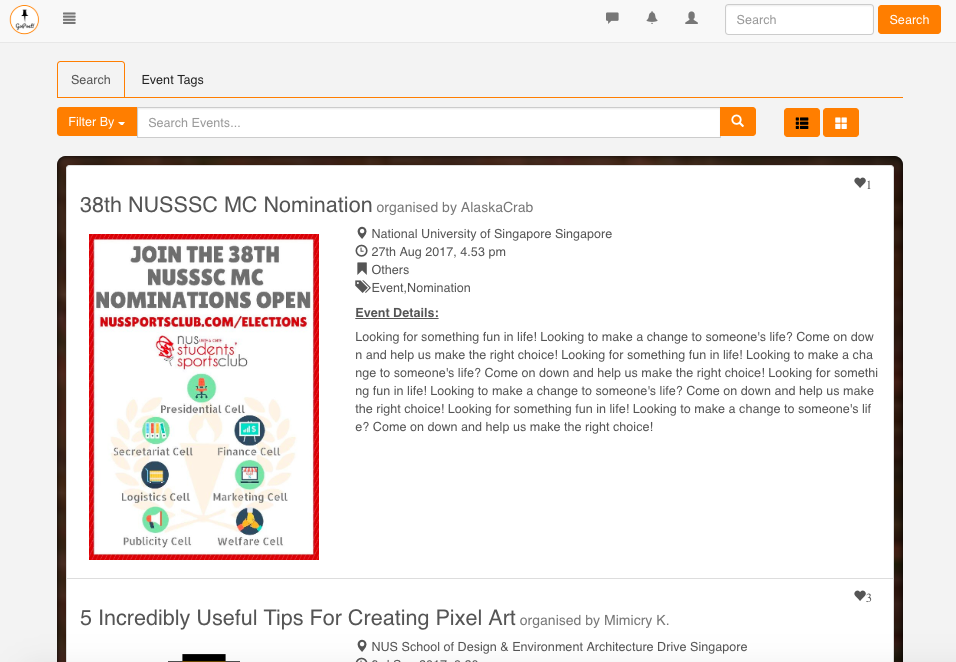 Search
Search
Search
Event Tags
Filter By
Search Events...
1
38th NUSSSC MC Nomination organised by AlaskaCrab
JOIN THE 38TH
NUSSSC MC
NOMINATIONS OPEN
NUSSPORTSCLUB.COM/ELECTIONS
nus
students'
sportsclub
Presidential Cell
Secretariat Cell
Finance Cell
Logistics Cell
Marketing Cell
Publicity Cell
Welfare Cell
National University of Singapore Singapore
27th Aug 2017, 4.53 pm
Others
Event,Nomination
Event Details:
Looking for something fun in life! Looking to make a change to someone's life? Come on dow
n and help us make the right choice! Looking for something fun in life! Looking to make a cha
nge to someone's life? Come on down and help us make the right choice! Looking for somethi
ng fun in life! Looking to make a change to someone's life? Come on down and help us make
the right choice! Looking for something fun in life! Looking to make a change to someone's lif
e? Come on down and help us make the right choice!
3
5 Incredibly Useful Tips For Creating Pixel Art organised by Mimicry K.
NUS School of Design & Environment Architecture Drive Singapore